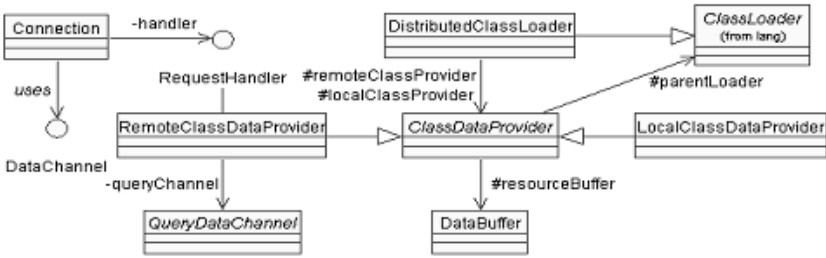 Connection
-handler
DistributedClassLoader
ClassLoader
(from lang)
uses
RequestHandler
#remoteClassProvider
#localClassProvider
#parentLoader
RemoteClassDataProvider
ClassDataProvider
LocalClassDataProvider
DataChannel
-queryChannel
#resourceBuffer
QueryDataChannel
DataBuffer